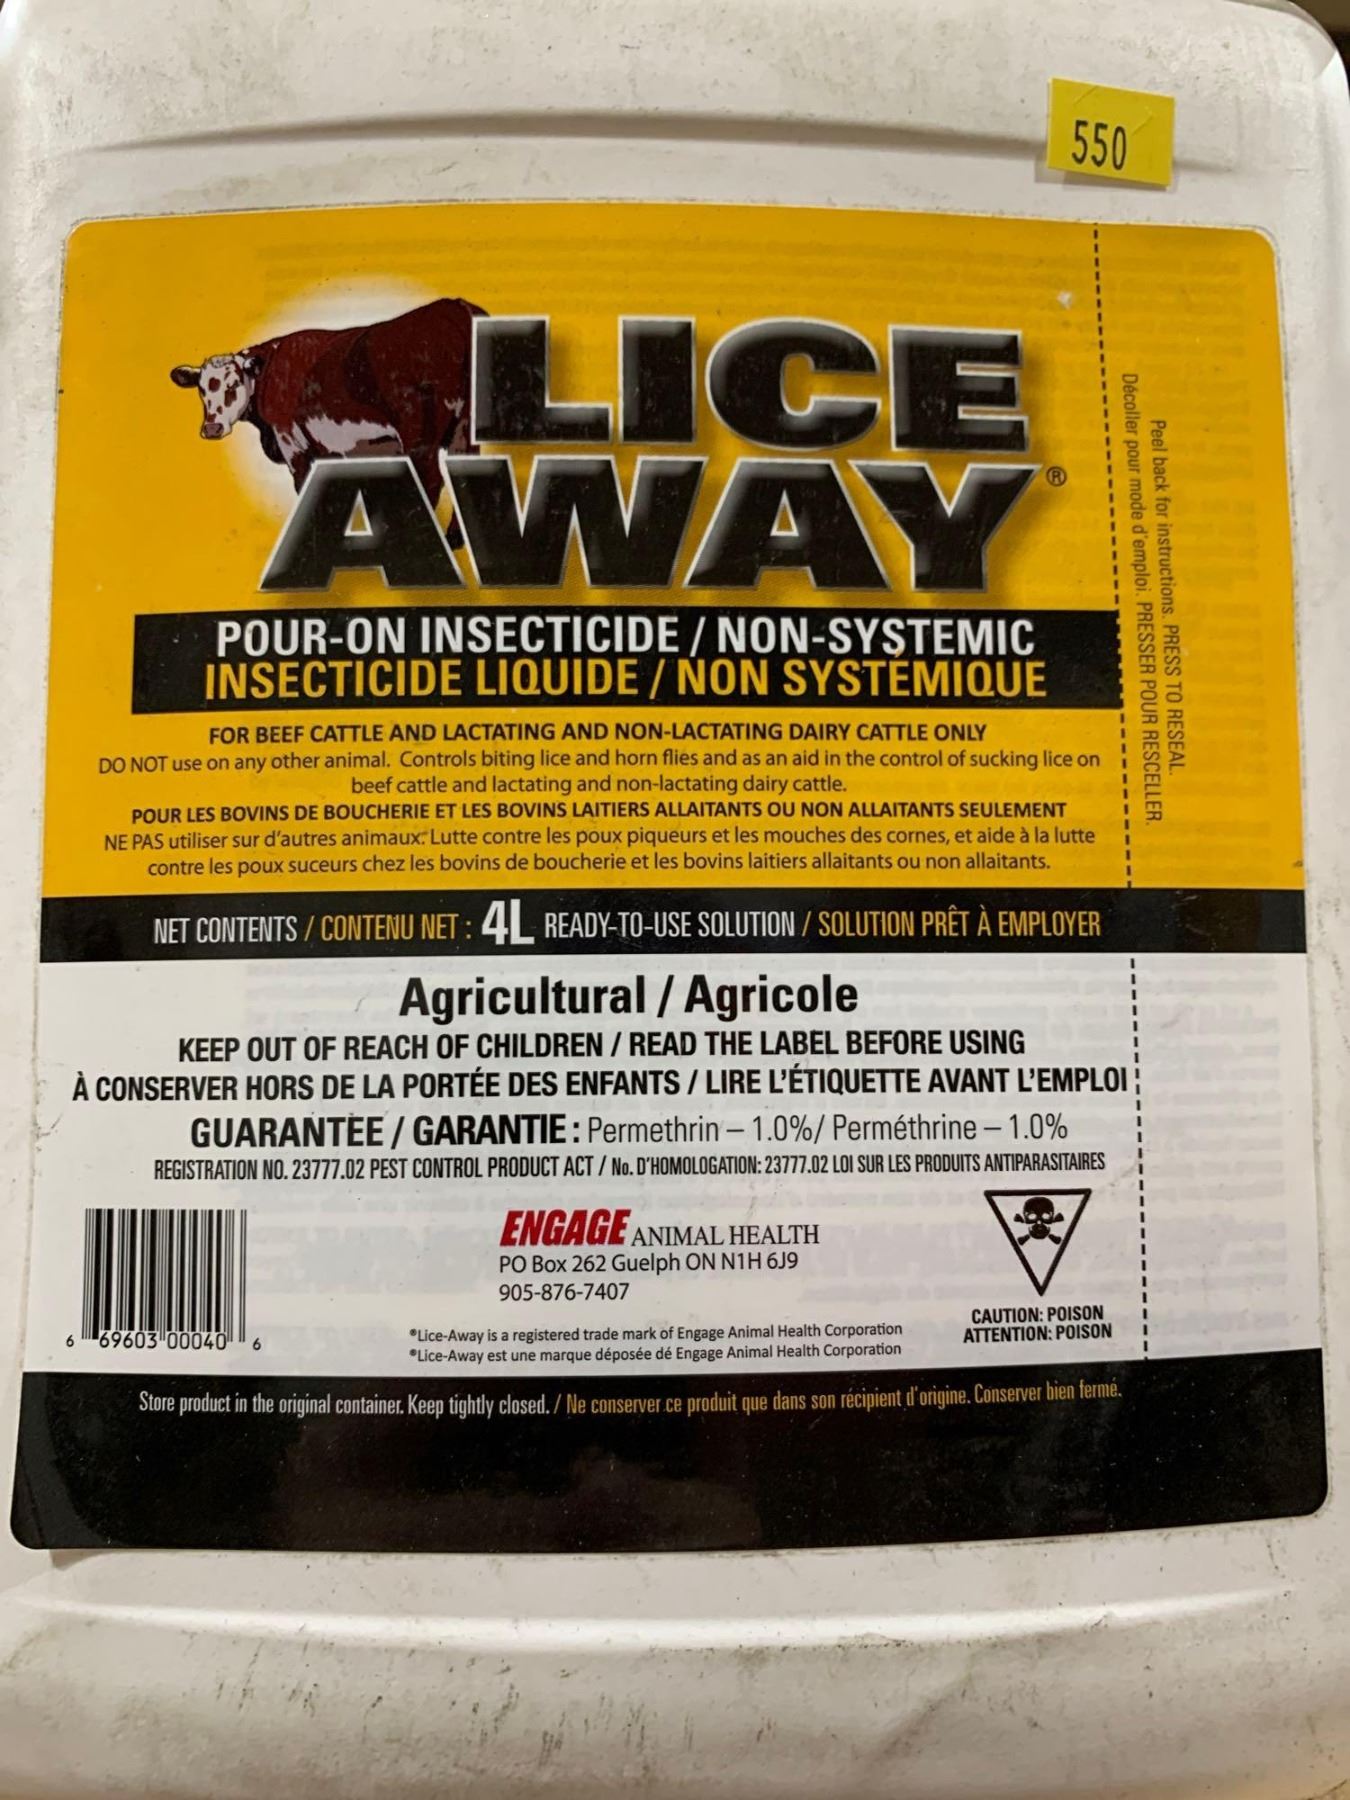 550
LICE
AWAY®
POUR-ON INSECTICIDE / NON-SYSTEMIC
INSECTICIDE LIQUIDE / NON SYSTÉMIQUE
FOR BEEF CATTLE AND LACTATING AND NON-LACTATING DAIRY CATTLE ONLY
DO NOT use on any other animal. Controls biting lice and horn flies and as an aid in the control of sucking lice on
beef cattle and lactating and non-lactating dairy cattle.
POUR LES BOVINS DE BOUCHERIE ET LES BOVINS LAITIERS ALLAITANTS OU NON ALLAITANTS SEULEMENT
NE PAS utiliser sur d'autres animaux. Lutte contre les poux piqueurs et les mouches des cornes, et aide à la lutte
contre les poux suceurs chez les bovins de boucherie et les bovins laitiers allaitants ou non allaitants.
Peel back for instructions. PRESS TO RESEAL.
Décoller pour mode d'emploi. PRESSER POUR RESCELLER.
NET CONTENTS / CONTENU NET : 4L READY-TO-USE SOLUTION / SOLUTION PRÊT À EMPLOYER
Agricultural / Agricole
KEEP OUT OF REACH OF CHILDREN / READ THE LABEL BEFORE USING
À CONSERVER HORS DE LA PORTÉE DES ENFANTS / LIRE L'ÉTIQUETTE AVANT L'EMPLOI
GUARANTEE / GARANTIE : Permethrin – 1.0%/ Perméthrine – 1.0%
REGISTRATION NO. 23777.02 PEST CONTROL PRODUCT ACT / No. D'HOMOLOGATION: 23777.02 LOI SUR LES PRODUITS ANTIPARASITAIRES
ENGAGE ANIMAL HEALTH
PO Box 262 Guelph ON N1H 6J9
905-876-7407
6 69603 00040 6
CAUTION: POISON
ATTENTION: POISON
®Lice-Away is a registered trade mark of Engage Animal Health Corporation
®Lice-Away est une marque déposée dé Engage Animal Health Corporation
Store product in the original container. Keep tightly closed. / Ne conserver ce produit que dans son récipient d'origine. Conserver bien fermé.